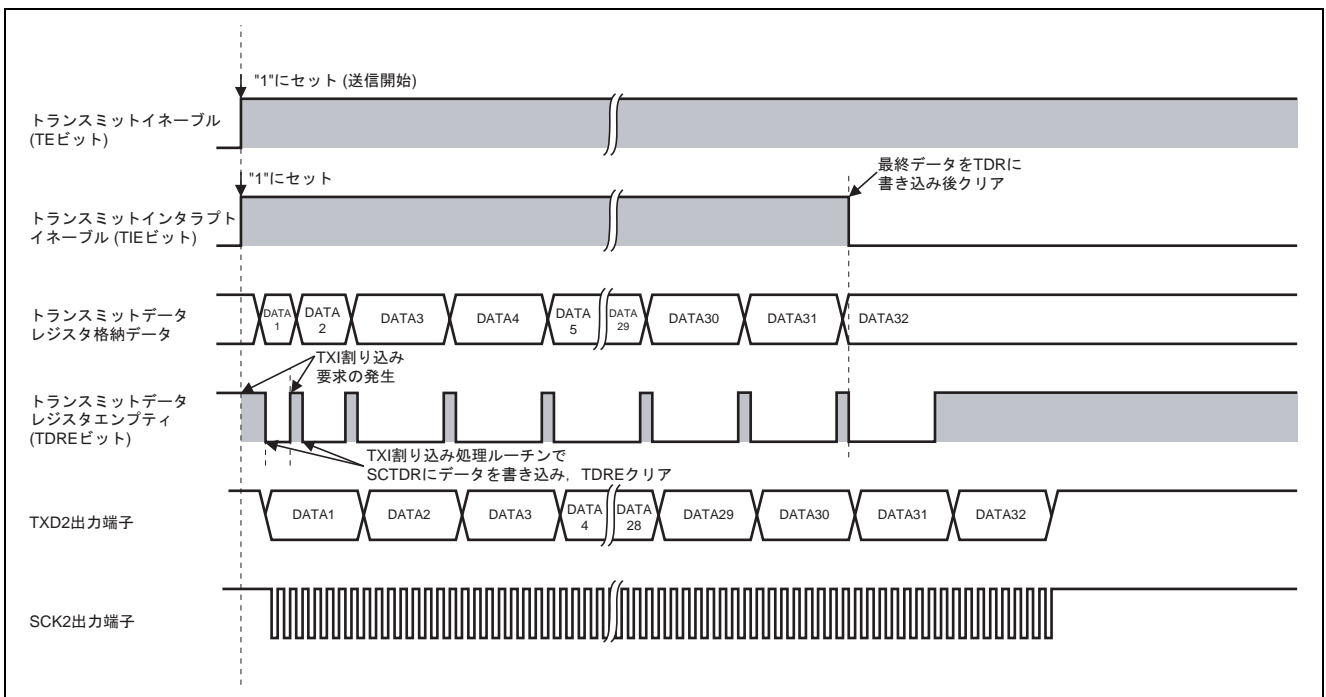 "1"にセット (送信開始)
トランスミットイネーブル
(TEビット)
最終データをTDRに
書き込み後クリア
"1"にセット
トランスミットインタラプト
イネーブル (TIEビット)
トランスミットデータ
レジスタ格納データ
DATA
1
DATA
2
DATA3
DATA4
DATA
5
DATA
29
DATA30
DATA31
DATA32
TXI割り込み
要求の発生
トランスミットデータ
レジスタエンプティ
(TDREビット)
TXI割り込み処理ルーチンで
SCTDRにデータを書き込み，TDREクリア
TXD2出力端子
DATA1
DATA2
DATA3
DATA
4
DATA
28
DATA29
DATA30
DATA31
DATA32
SCK2出力端子